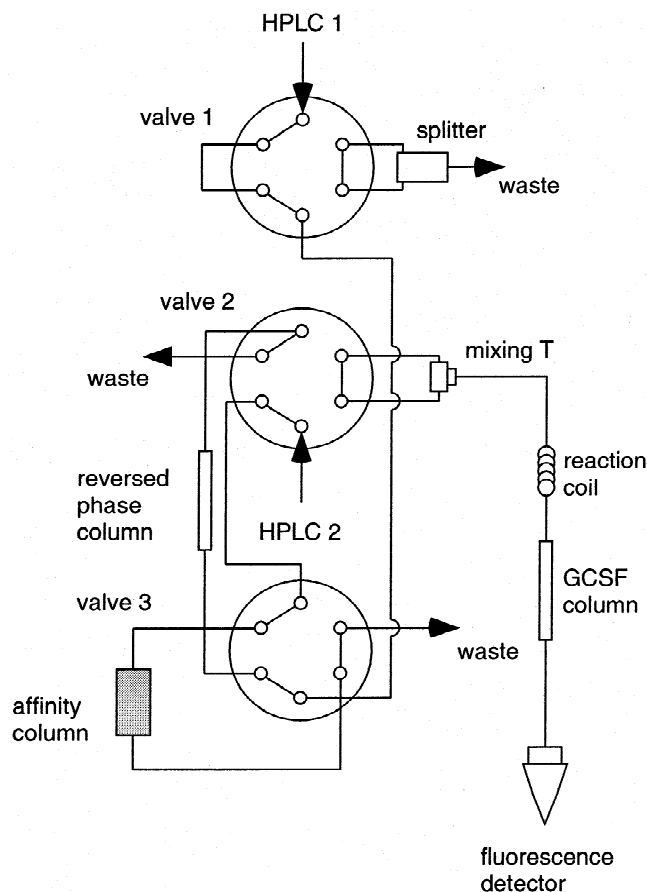 HPLC 1
valve 1
splitter
waste
valve 2
mixing T
waste
reversed
phase
column
HPLC 2
reaction
coil
valve 3
GCSF
column
waste
affinity
column
fluorescence
detector